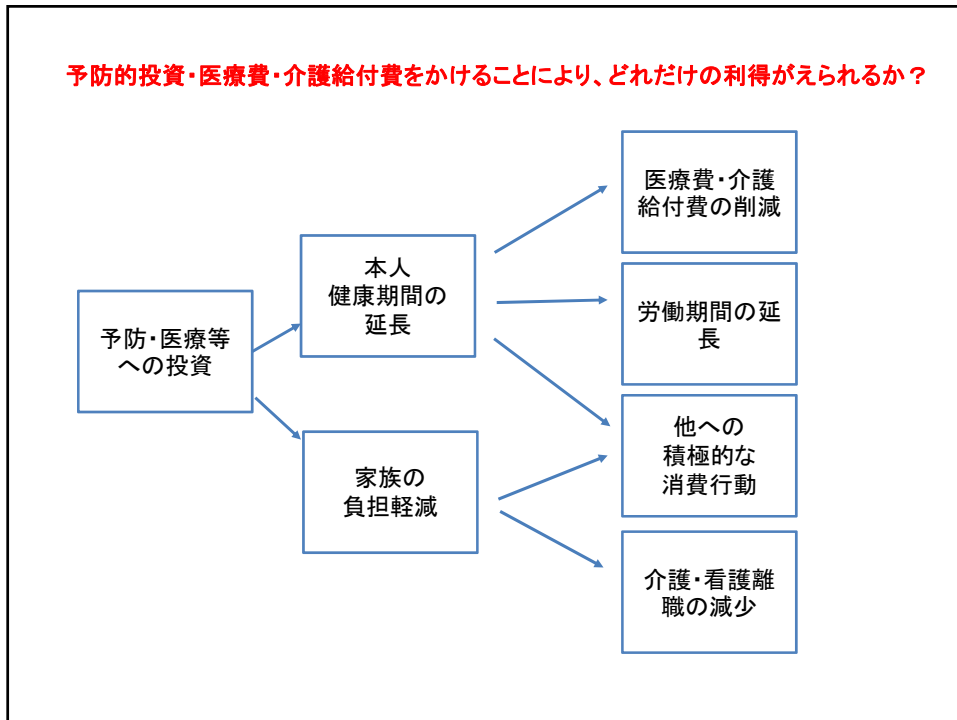 予防的投資・医療費・介護給付費をかけることにより、どれだけの利得がえられるか？
予防・医療等
への投資
本人
健康期間の
延長
家族の
負担軽減
医療費・介護
給付費の削減
労働期間の延
長
他への
積極的な
消費行動
介護・看護離
職の減少